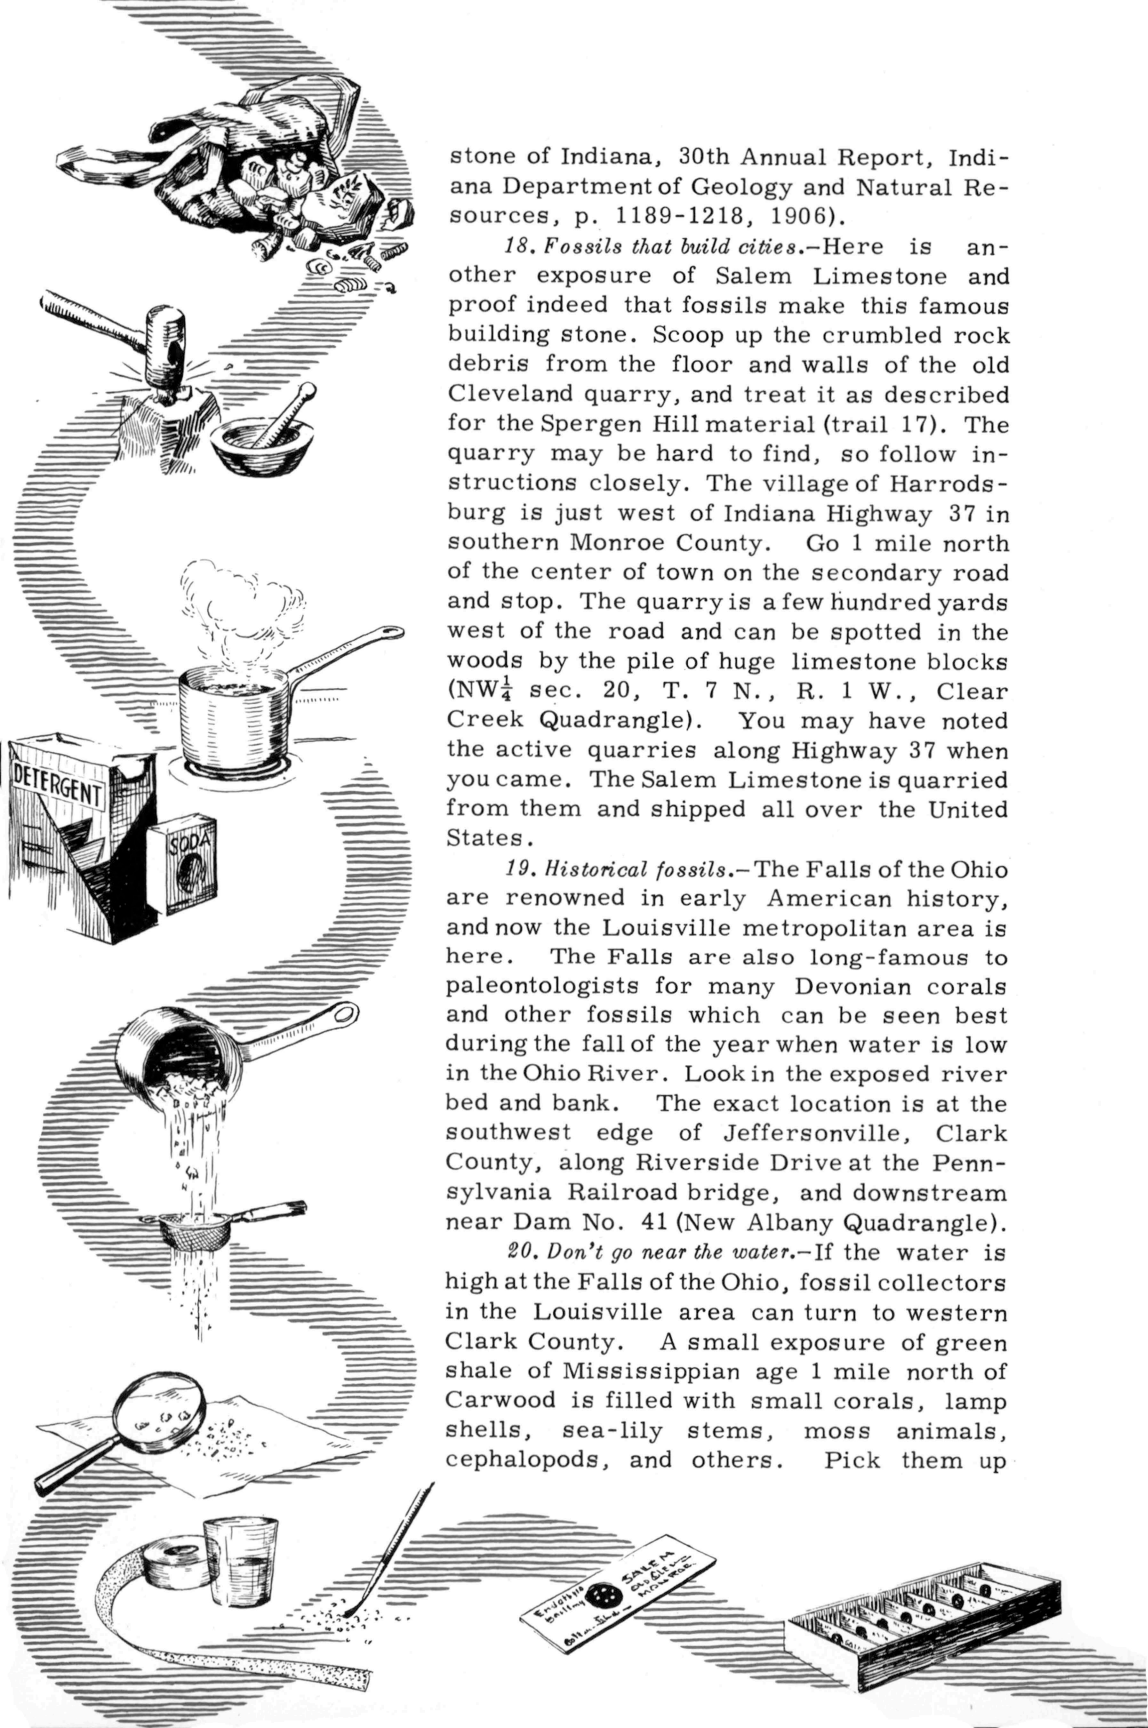 stone of Indiana, 30th Annual Report, Indi-
ana Department of Geology and Natural Re-
sources, p. 1189-1218, 1906).
18. Fossils that build cities.—Here is an-
other exposure of Salem Limestone and
proof indeed that fossils make this famous
building stone. Scoop up the crumbled rock
debris from the floor and walls of the old
Cleveland quarry, and treat it as described
for the Spergen Hill material (trail 17). The
quarry may be hard to find, so follow in-
structions closely. The village of Harrods-
burg is just west of Indiana Highway 37 in
southern Monroe County. Go 1 mile north
of the center of town on the secondary road
and stop. The quarry is a few hundred yards
west of the road and can be spotted in the
woods by the pile of huge limestone blocks
(NW¼ sec. 20, T. 7 N., R. 1 W., Clear
Creek Quadrangle). You may have noted
the active quarries along Highway 37 when
you came. The Salem Limestone is quarried
from them and shipped all over the United
States.
19. Historical fossils.—The Falls of the Ohio
are renowned in early American history,
and now the Louisville metropolitan area is
here. The Falls are also long-famous to
paleontologists for many Devonian corals
and other fossils which can be seen best
during the fall of the year when water is low
in the Ohio River. Look in the exposed river
bed and bank. The exact location is at the
southwest edge of Jeffersonville, Clark
County, along Riverside Drive at the Penn-
sylvania Railroad bridge, and downstream
near Dam No. 41 (New Albany Quadrangle).
20. Don't go near the water.—If the water is
high at the Falls of the Ohio, fossil collectors
in the Louisville area can turn to western
Clark County. A small exposure of green
shale of Mississippian age 1 mile north of
Carwood is filled with small corals, lamp
shells, sea-lily stems, moss animals,
cephalopods, and others. Pick them up
DETERGENT
SODA
SALEM